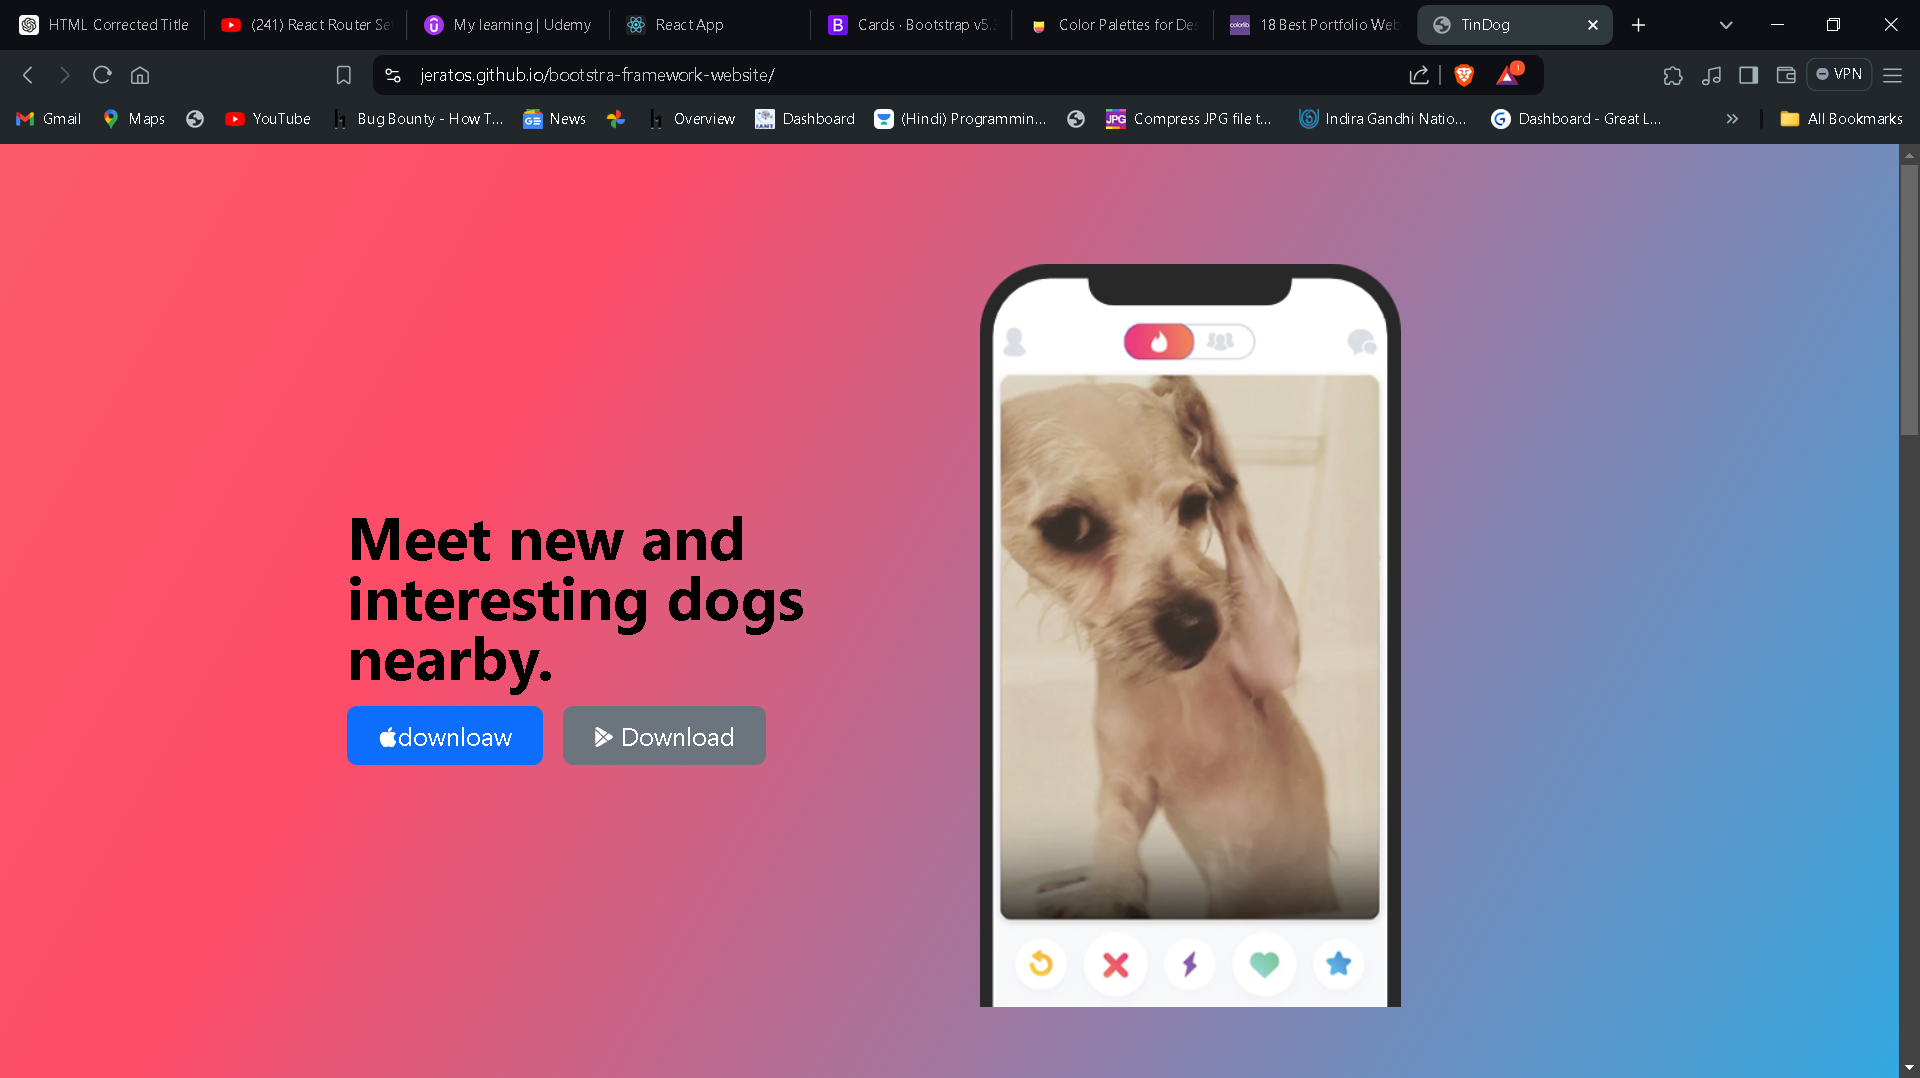 HTML Corrected Title
(241) React Router Se
My learning | Udemy
React App
Cards · Bootstrap v5.
Color Palettes for Des
18 Best Portfolio Web
TinDog
jeratos.github.io/bootstra-framework-website/
1
VPN
Gmail
Maps
YouTube
Bug Bounty - How T...
News
Overview
Dashboard
(Hindi) Programmin...
JPG
Compress JPG file t...
Indira Gandhi Natio...
Dashboard - Great L...
All Bookmarks
Meet new and
interesting dogs
nearby.
downloaw
Download